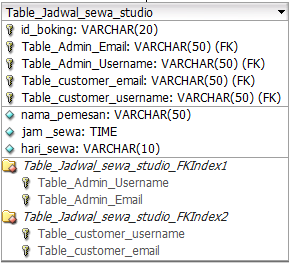 Table_Jadwal_sewa_studio
id_boking: VARCHAR(20)
Table_Admin_Email: VARCHAR(50) (FK)
Table_Admin_Username: VARCHAR(50) (FK)
Table_customer_email: VARCHAR(50) (FK)
Table_customer_username: VARCHAR(50) (FK)
nama_pemesan: VARCHAR(50)
jam _sewa: TIME
hari_sewa: VARCHAR(10)
Table_Jadwal_sewa_studio_FKIndex1
Table_Admin_Username
Table_Admin_Email
Table_Jadwal_sewa_studio_FKIndex2
Table_customer_username
Table_customer_email